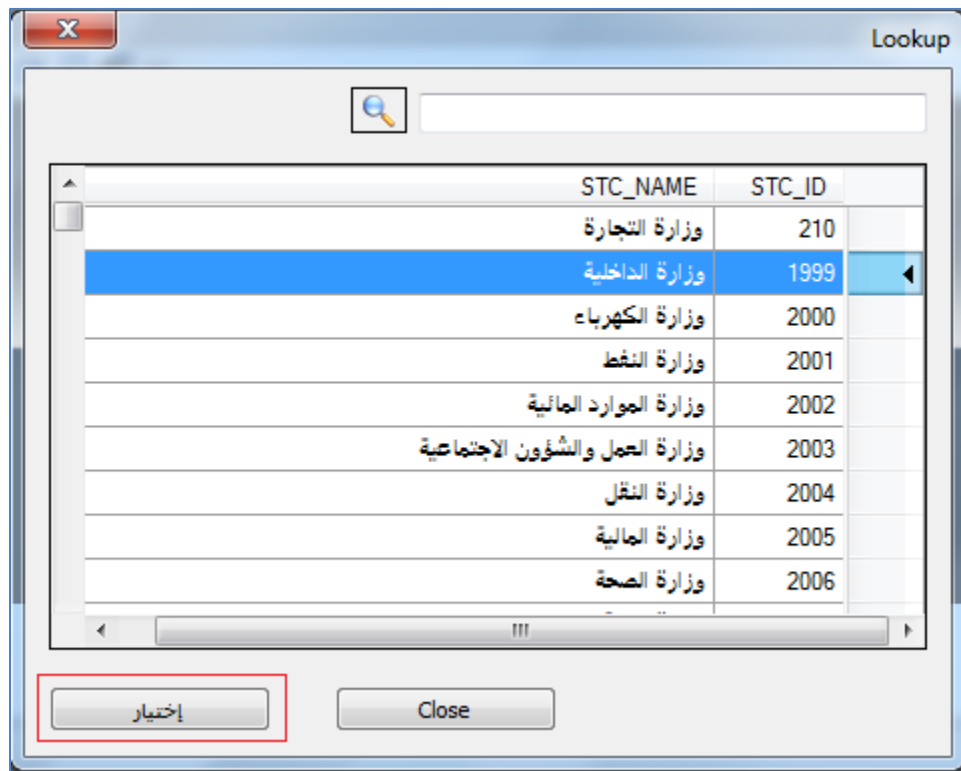 Lookup
STC_ID STC_NAME
210 وزارة التجارة
1999 وزارة الداخلية
2000 وزارة الكهرباء
2001 وزارة النفط
2002 وزارة الموارد المائية
2003 وزارة العمل والشؤون الاجتماعية
2004 وزارة النقل
2005 وزارة المالية
2006 وزارة الصحة
Close إختيار